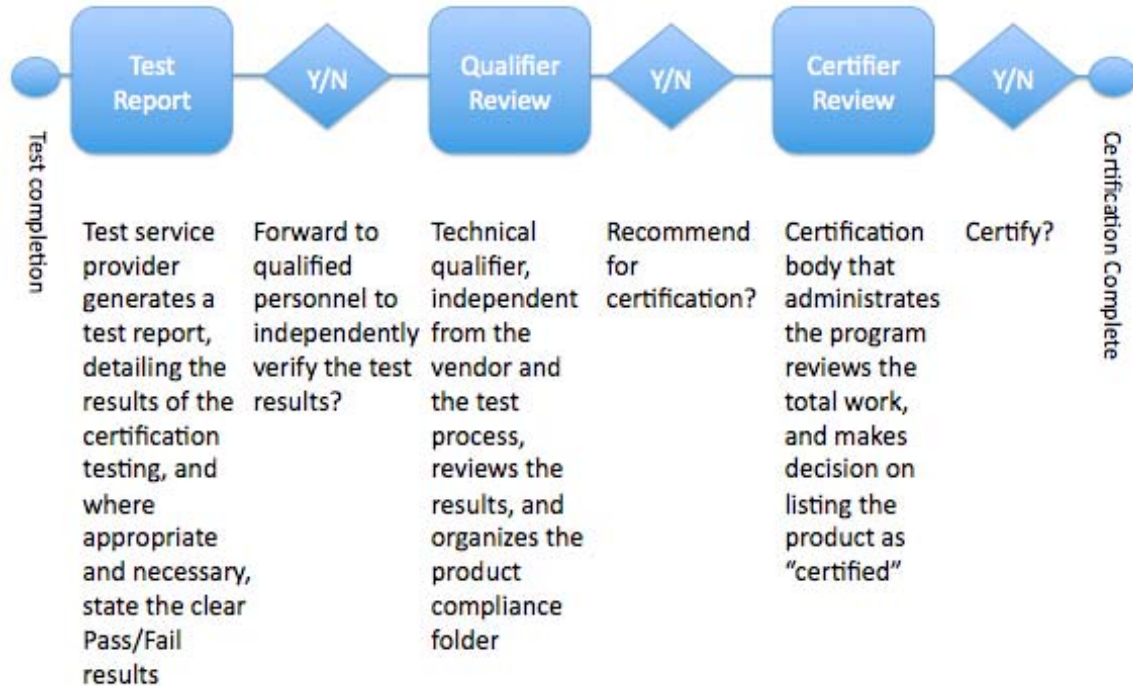 Test
Report
Y/N
Qualifier
Review
Y/N
Certifier
Review
Y/N
Test completion
Test service
provider
generates a
test report,
detailing the
results of the
certification
testing, and
where
appropriate
and necessary,
state the clear
Pass/Fail
results
Forward to
qualified
personnel to
independently
verify the test
results?
Technical
qualifier,
independent
from the
vendor and
the test
process,
reviews the
results, and
organizes the
product
compliance
folder
Recommend
for
certification?
Certification
body that
administrates
the program
reviews the
total work,
and makes
decision on
listing the
product as
“certified”
Certify?
Certification Complete